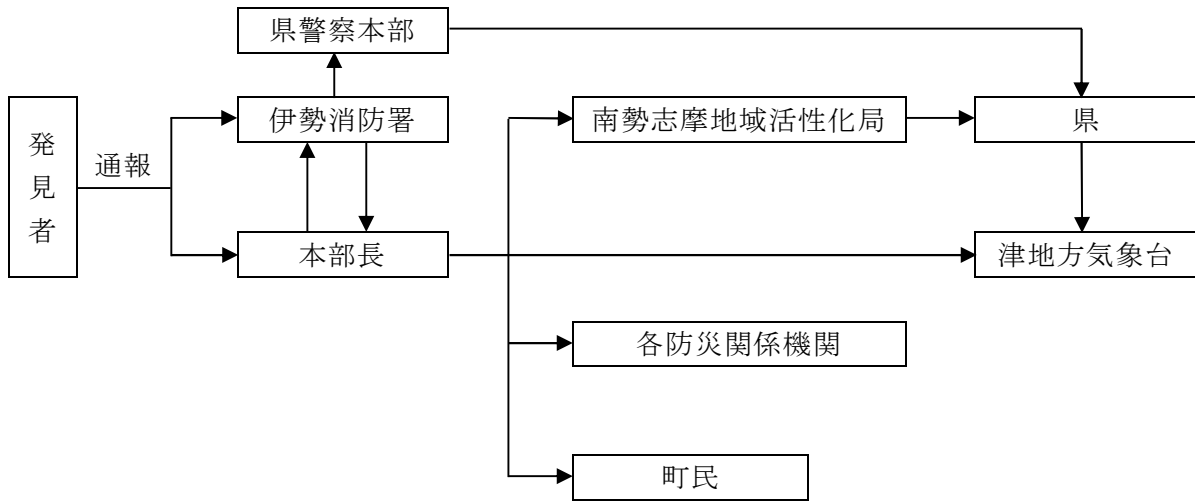 県警察本部
伊勢消防署
南勢志摩地域活性化局
県
発見者
通報
本部長
津地方気象台
各防災関係機関
町民